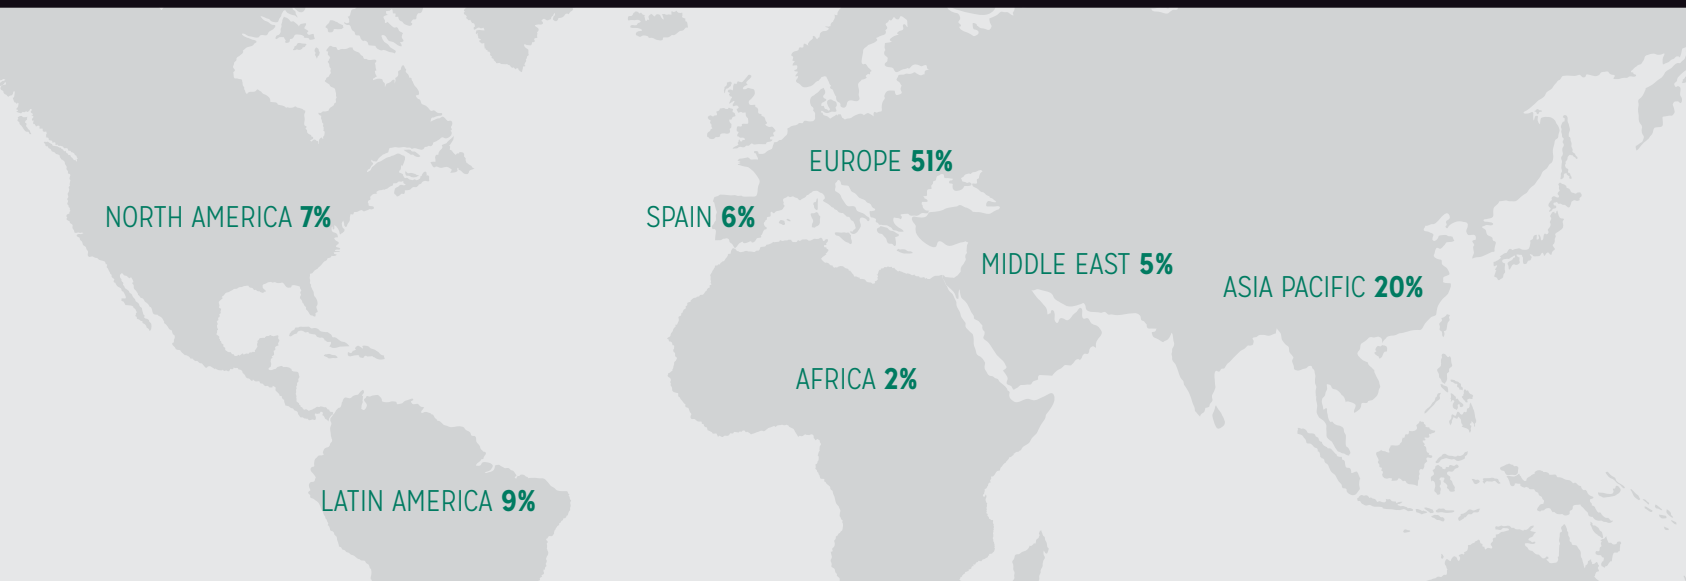 EUROPE 51%
NORTH AMERICA 7%
SPAIN 6%
MIDDLE EAST 5%
ASIA PACIFIC 20%
AFRICA 2%
LATIN AMERICA 9%